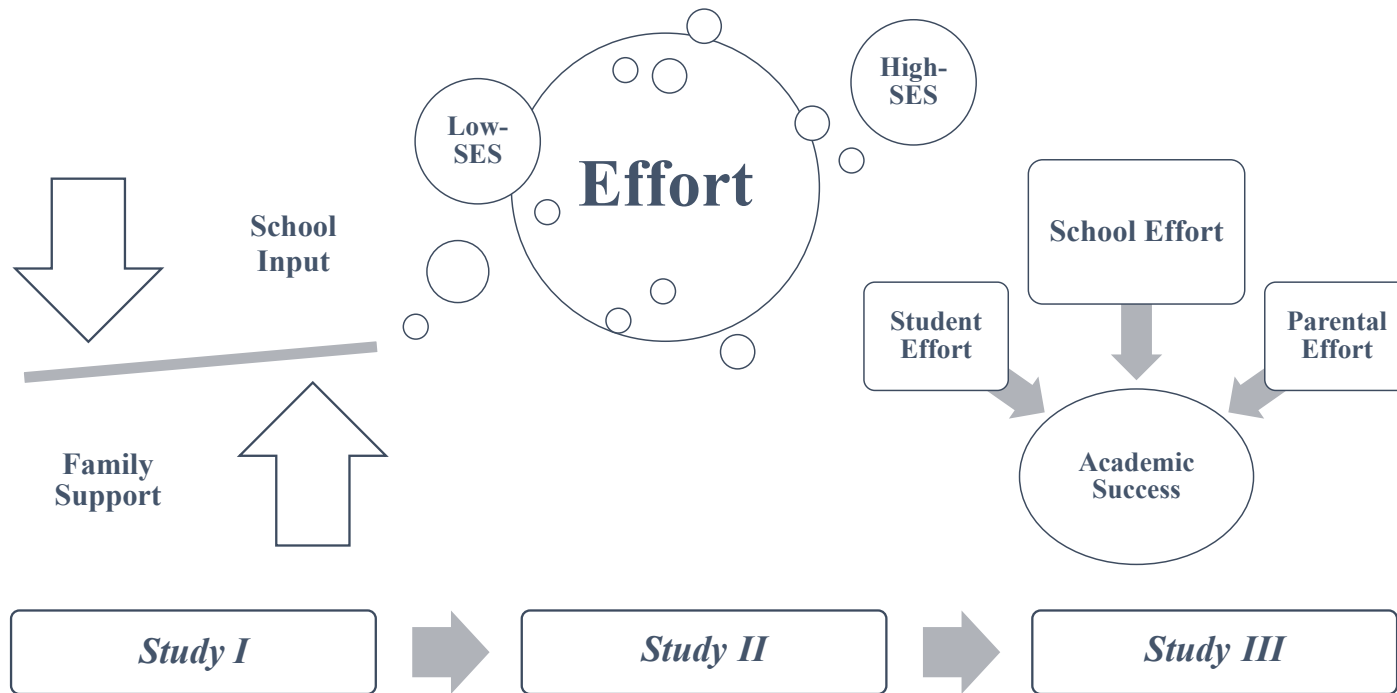 School
Input
Family
Support
Low-
SES
Effort
High-
SES
School Effort
Student
Effort
Parental
Effort
Academic
Success
Study I
Study II
Study III